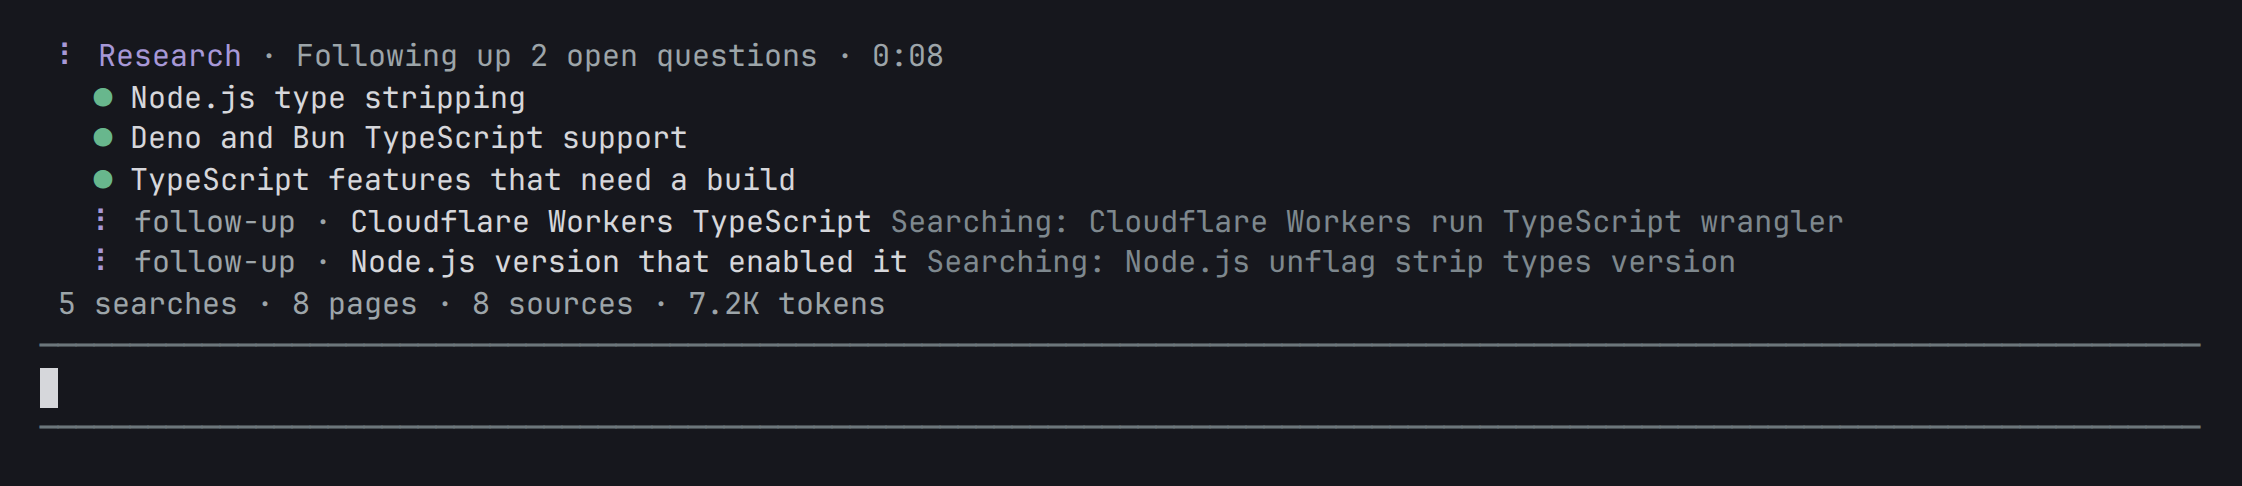 ⠸ Research · Following up 2 open questions · 0:08
● Node.js type stripping
● Deno and Bun TypeScript support
● TypeScript features that need a build
⠸ follow-up · Cloudflare Workers TypeScript Searching: Cloudflare Workers run TypeScript wrangler
⠸ follow-up · Node.js version that enabled it Searching: Node.js unflag strip types version
5 searches · 8 pages · 8 sources · 7.2K tokens